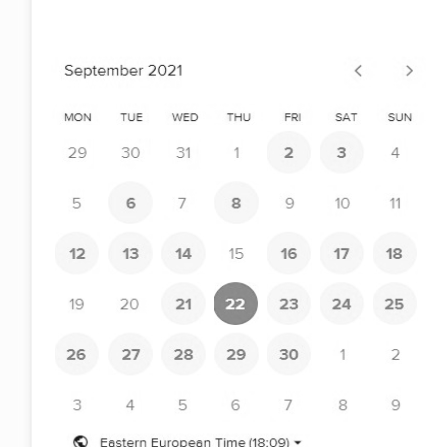 September 2021
MON TUE WED THU FRI SAT SUN
29 30 31 1 2 3 4
5 6 7 8 9 10 11
12 13 14 15 16 17 18
19 20 21 22 23 24 25
26 27 28 29 30 1 2
3 4 5 6 7 8 9
Eastern European Time (18:09)